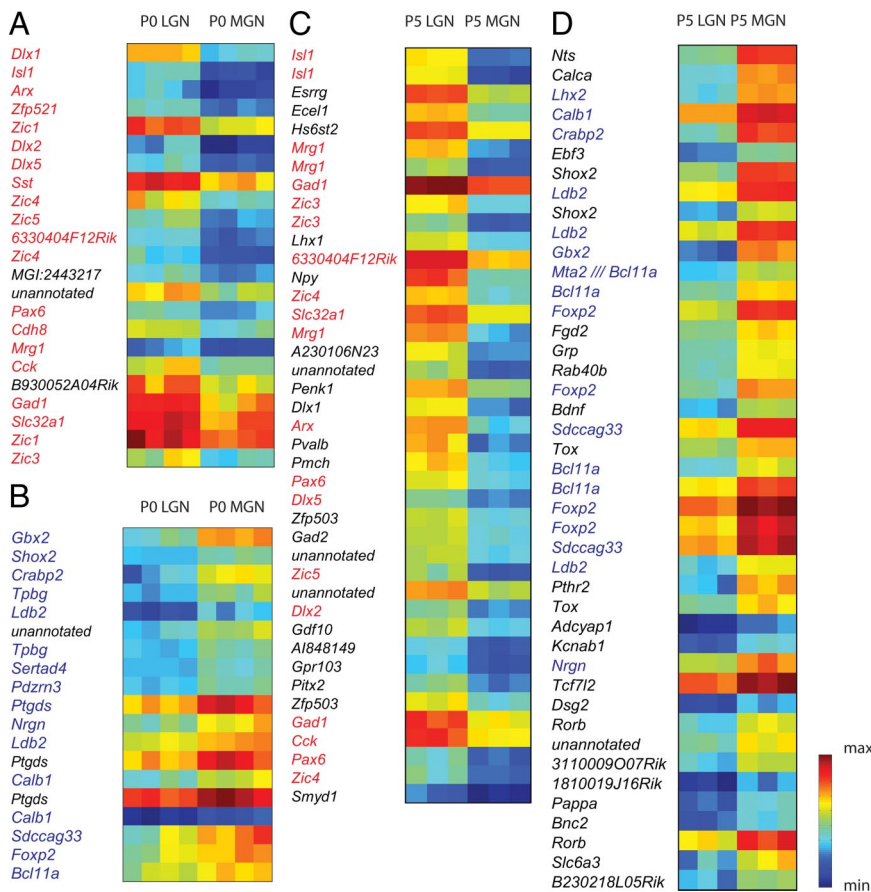 A
P0 LGN P0 MGN
Dlx1
Isl1
Arx
Zfp521
Zic1
Dlx2
Dlx5
Sst
Zic4
Zic5
6330404F12Rik
Zic4
MGI:2443217
unannotated
Pax6
Cdh8
Mrg1
Cck
B930052A04Rik
Gad1
Slc32a1
Zic1
Zic3
B
P0 LGN P0 MGN
Gbx2
Shox2
Crabp2
Tpbg
Ldb2
unannotated
Tpbg
Sertad4
Pdzrn3
Ptgds
Nrgn
Ldb2
Ptgds
Calb1
Ptgds
Calb1
Sdccag33
Foxp2
Bcl11a
C
P5 LGN P5 MGN
Isl1
Isl1
Esrrg
Ecel1
Hs6st2
Mrg1
Mrg1
Gad1
Zic3
Zic3
Lhx1
6330404F12Rik
Npy
Zic4
Slc32a1
Mrg1
A230106N23
unannotated
Penk1
Dlx1
Arx
Pvalb
Pmch
Pax6
Dlx5
Zfp503
Gad2
unannotated
Zic5
unannotated
Dlx2
Gdf10
AI848149
Gpr103
Pitx2
Zfp503
Gad1
Cck
Pax6
Zic4
Smyd1
D
P5 LGN P5 MGN
Nts
Calca
Lhx2
Calb1
Crabp2
Ebf3
Shox2
Ldb2
Shox2
Ldb2
Gbx2
Mta2 /// Bcl11a
Bcl11a
Foxp2
Fgd2
Grp
Rab40b
Foxp2
Bdnf
Sdccag33
Tox
Bcl11a
Bcl11a
Foxp2
Foxp2
Sdccag33
Ldb2
Pthr2
Tox
Adcyap1
Kcnab1
Nrgn
Tcf7l2
Dsg2
Rorb
unannotated
3110009O07Rik
1810019J16Rik
Pappa
Bnc2
Rorb
Slc6a3
B230218L05Rik
max
min